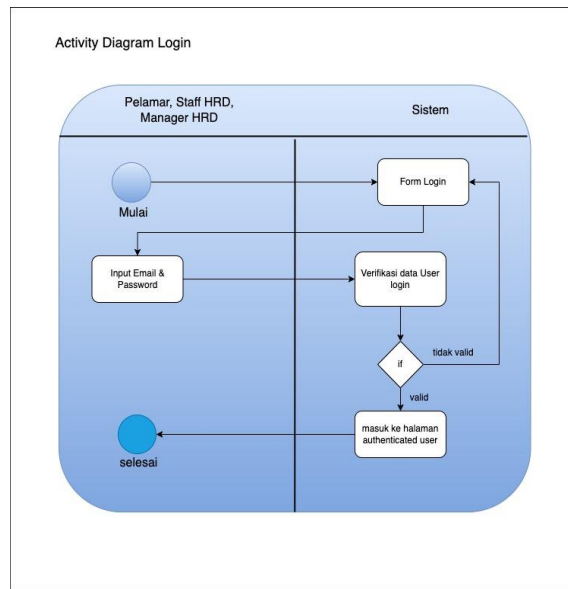 Activity Diagram Login
Pelamar, Staff HRD,
Manager HRD
Sistem
Mulai
Form Login
Input Email &
Password
Verifikasi data User
login
if
tidak valid
valid
masuk ke halaman
authenticated user
selesai